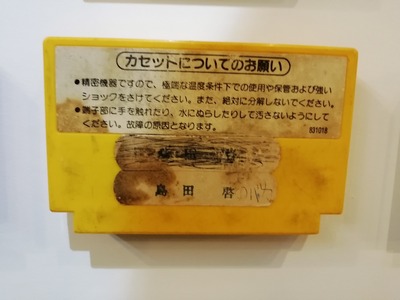 カセットについてのお願い
●精密機器ですので、極端な温度条件下での使用や保管および強い
ショックをさけてください。また、絶対に分解しないでください。
●端子部に手を触れたり、水にぬらしたりして汚さないようにして
ください。故障の原因となります。
831018
島田 啓